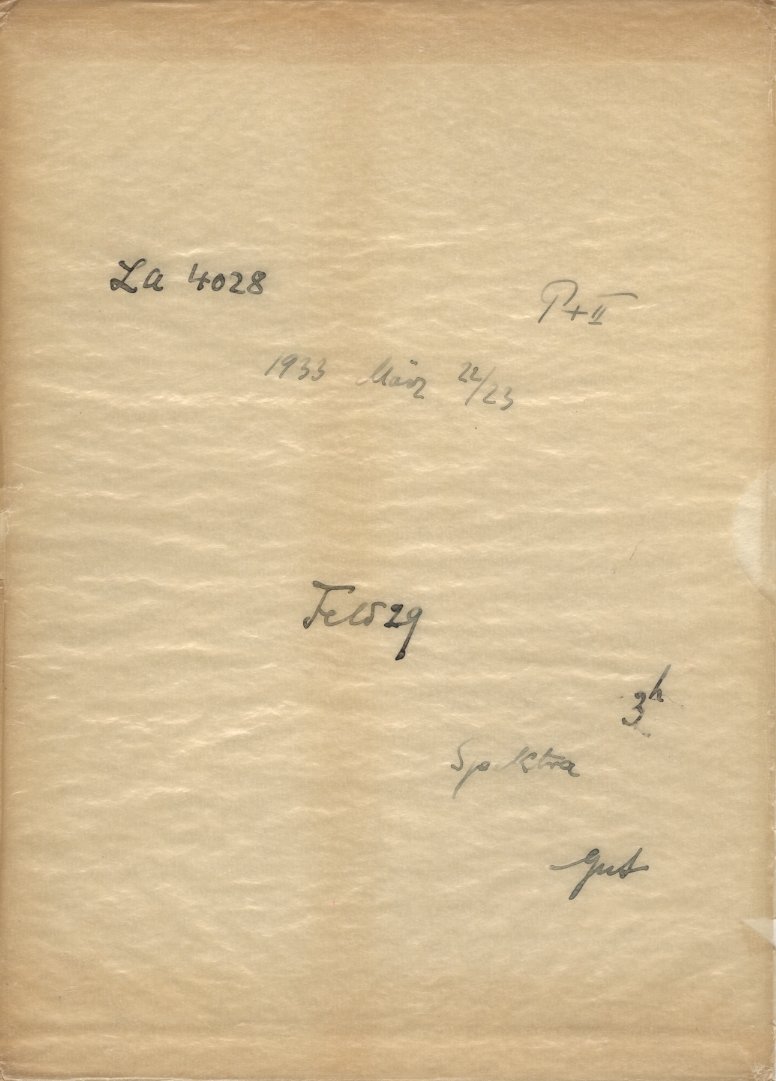 La 4028
P+II
1933 März 22/23
Feld 29
3h
Spektra
gut